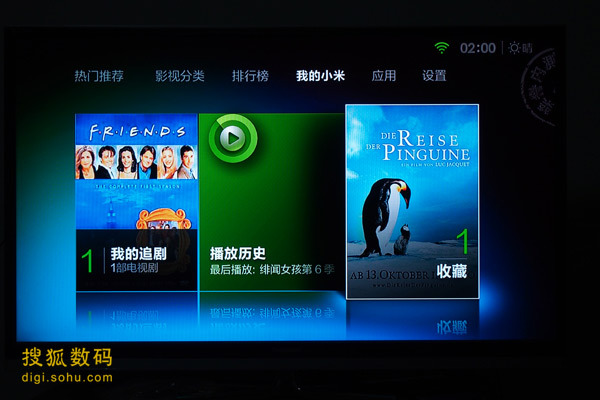 02:00 晴
热门推荐 影视分类 排行榜 我的小米 应用 设置
F·R·I·E·N·D·S
THE COMPLETE FIRST SEASON
1 我的追剧
1部电视剧
播放历史
最后播放: 绯闻女孩第 6 季
DIE REISE
DER PINGUINE
EIN FILM VON LUC JACQUET
1
收藏
AB 13. OKTOBER
收藏
搜狐数码
digi.sohu.com